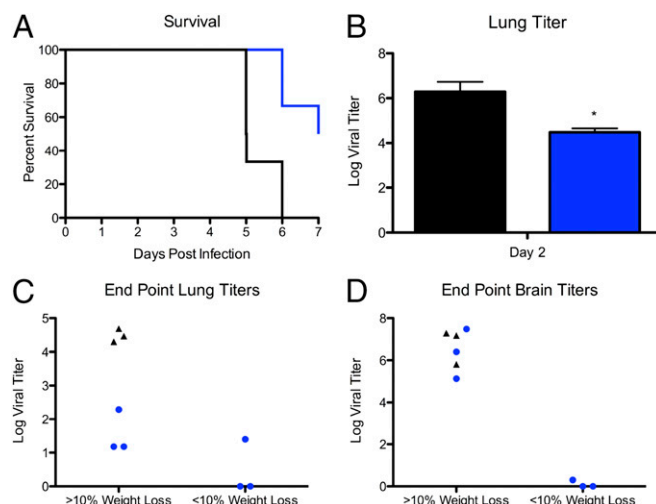 A
Survival
100
80
60
40
20
0
Percent Survival
0 1 2 3 4 5 6 7
Days Post Infection
B
Lung Titer
8
6
4
2
0
Log Viral Titer
*
Day 2
C
End Point Lung Titers
5
4
3
2
1
0
Log Viral Titer
>10% Weight Loss <10% Weight Loss
D
End Point Brain Titers
8
6
4
2
0
Log Viral Titer
>10% Weight Loss <10% Weight Loss